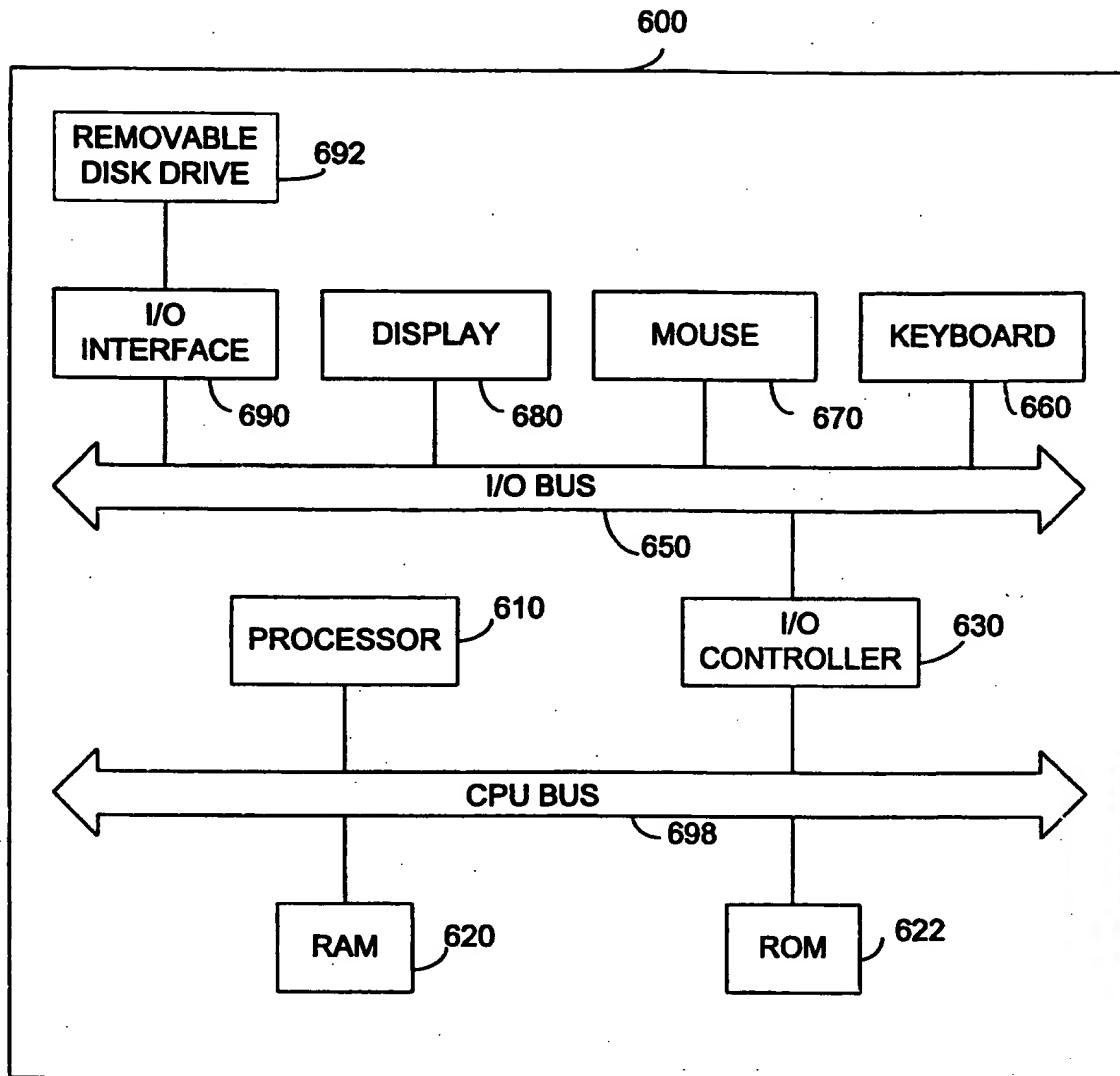 600
REMOVABLE
DISK DRIVE
692
I/O
INTERFACE
690
DISPLAY
680
MOUSE
670
KEYBOARD
660
I/O BUS
650
PROCESSOR
610
I/O
CONTROLLER
630
CPU BUS
698
RAM
620
ROM
622